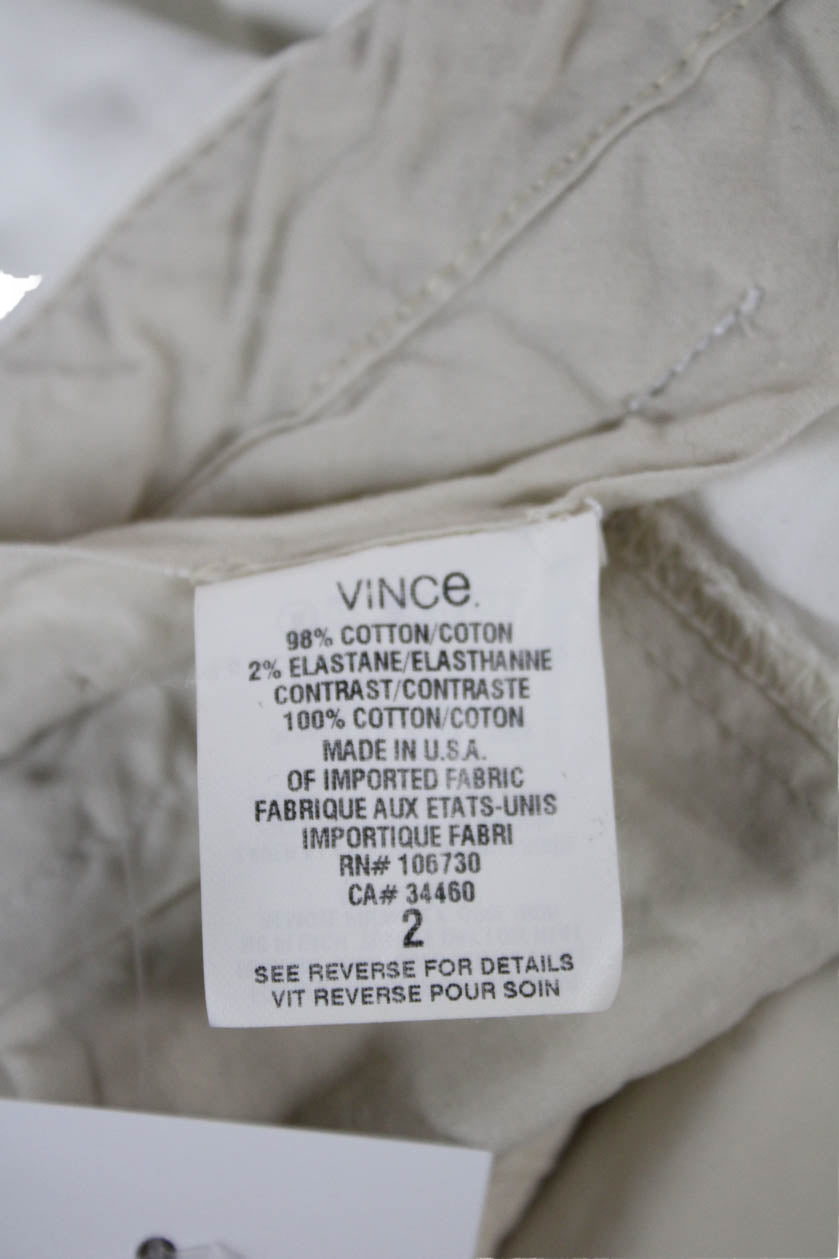 VINCe.
98% COTTON/COTON
2% ELASTANE/ELASTHANNE
CONTRAST/CONTRASTE
100% COTTON/COTON
MADE IN U.S.A.
OF IMPORTED FABRIC
FABRIQUE AUX ETATS-UNIS
IMPORTIQUE FABRI
RN# 106730
CA# 34460
2
SEE REVERSE FOR DETAILS
VIT REVERSE POUR SOIN